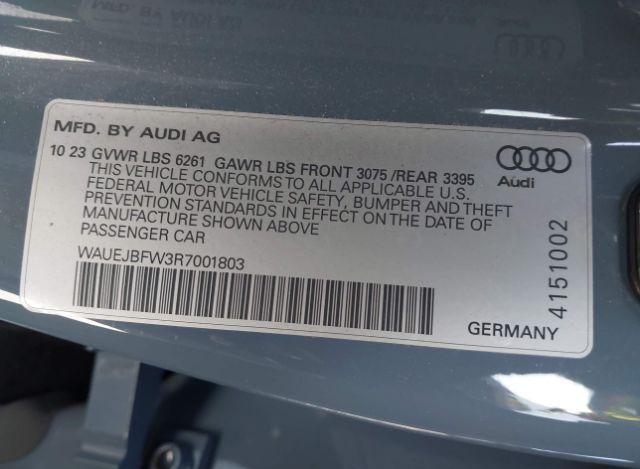 MFD. BY AUDI AG
10 23 GVWR LBS 6261 GAWR LBS FRONT 3075 /REAR 3395
THIS VEHICLE CONFORMS TO ALL APPLICABLE U.S.
FEDERAL MOTOR VEHICLE SAFETY, BUMPER AND THEFT
PREVENTION STANDARDS IN EFFECT ON THE DATE OF
MANUFACTURE SHOWN ABOVE
PASSENGER CAR
WAUEJBFW3R7001803
Audi
4151002
GERMANY